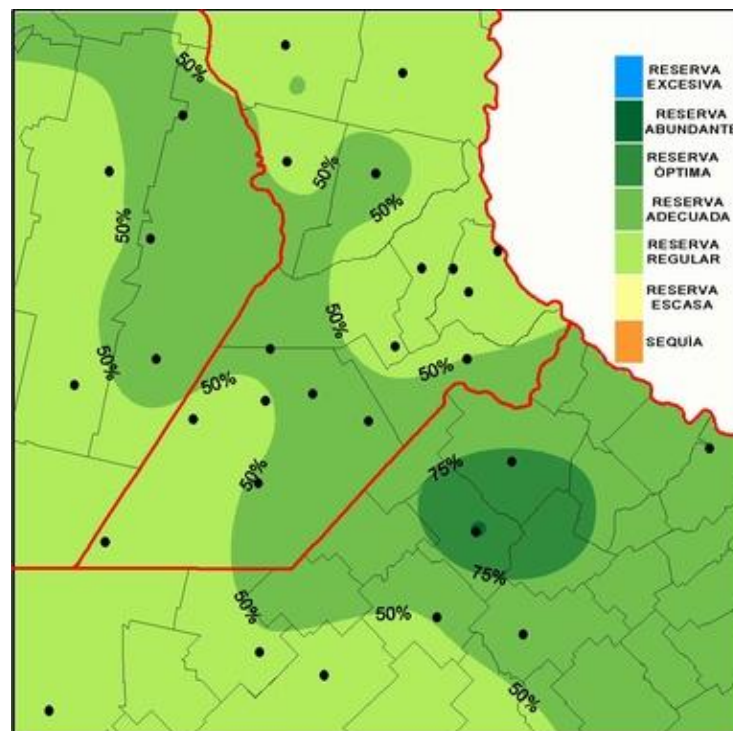 50%
50%
50%
50%
50%
50%
50%
50%
50%
75%
75%
50%
50%
50%
RESERVA
EXCESIVA
RESERVA
ABUNDANTE
RESERVA
ÓPTIMA
RESERVA
ADECUADA
RESERVA
REGULAR
RESERVA
ESCASA
SEQUÌA